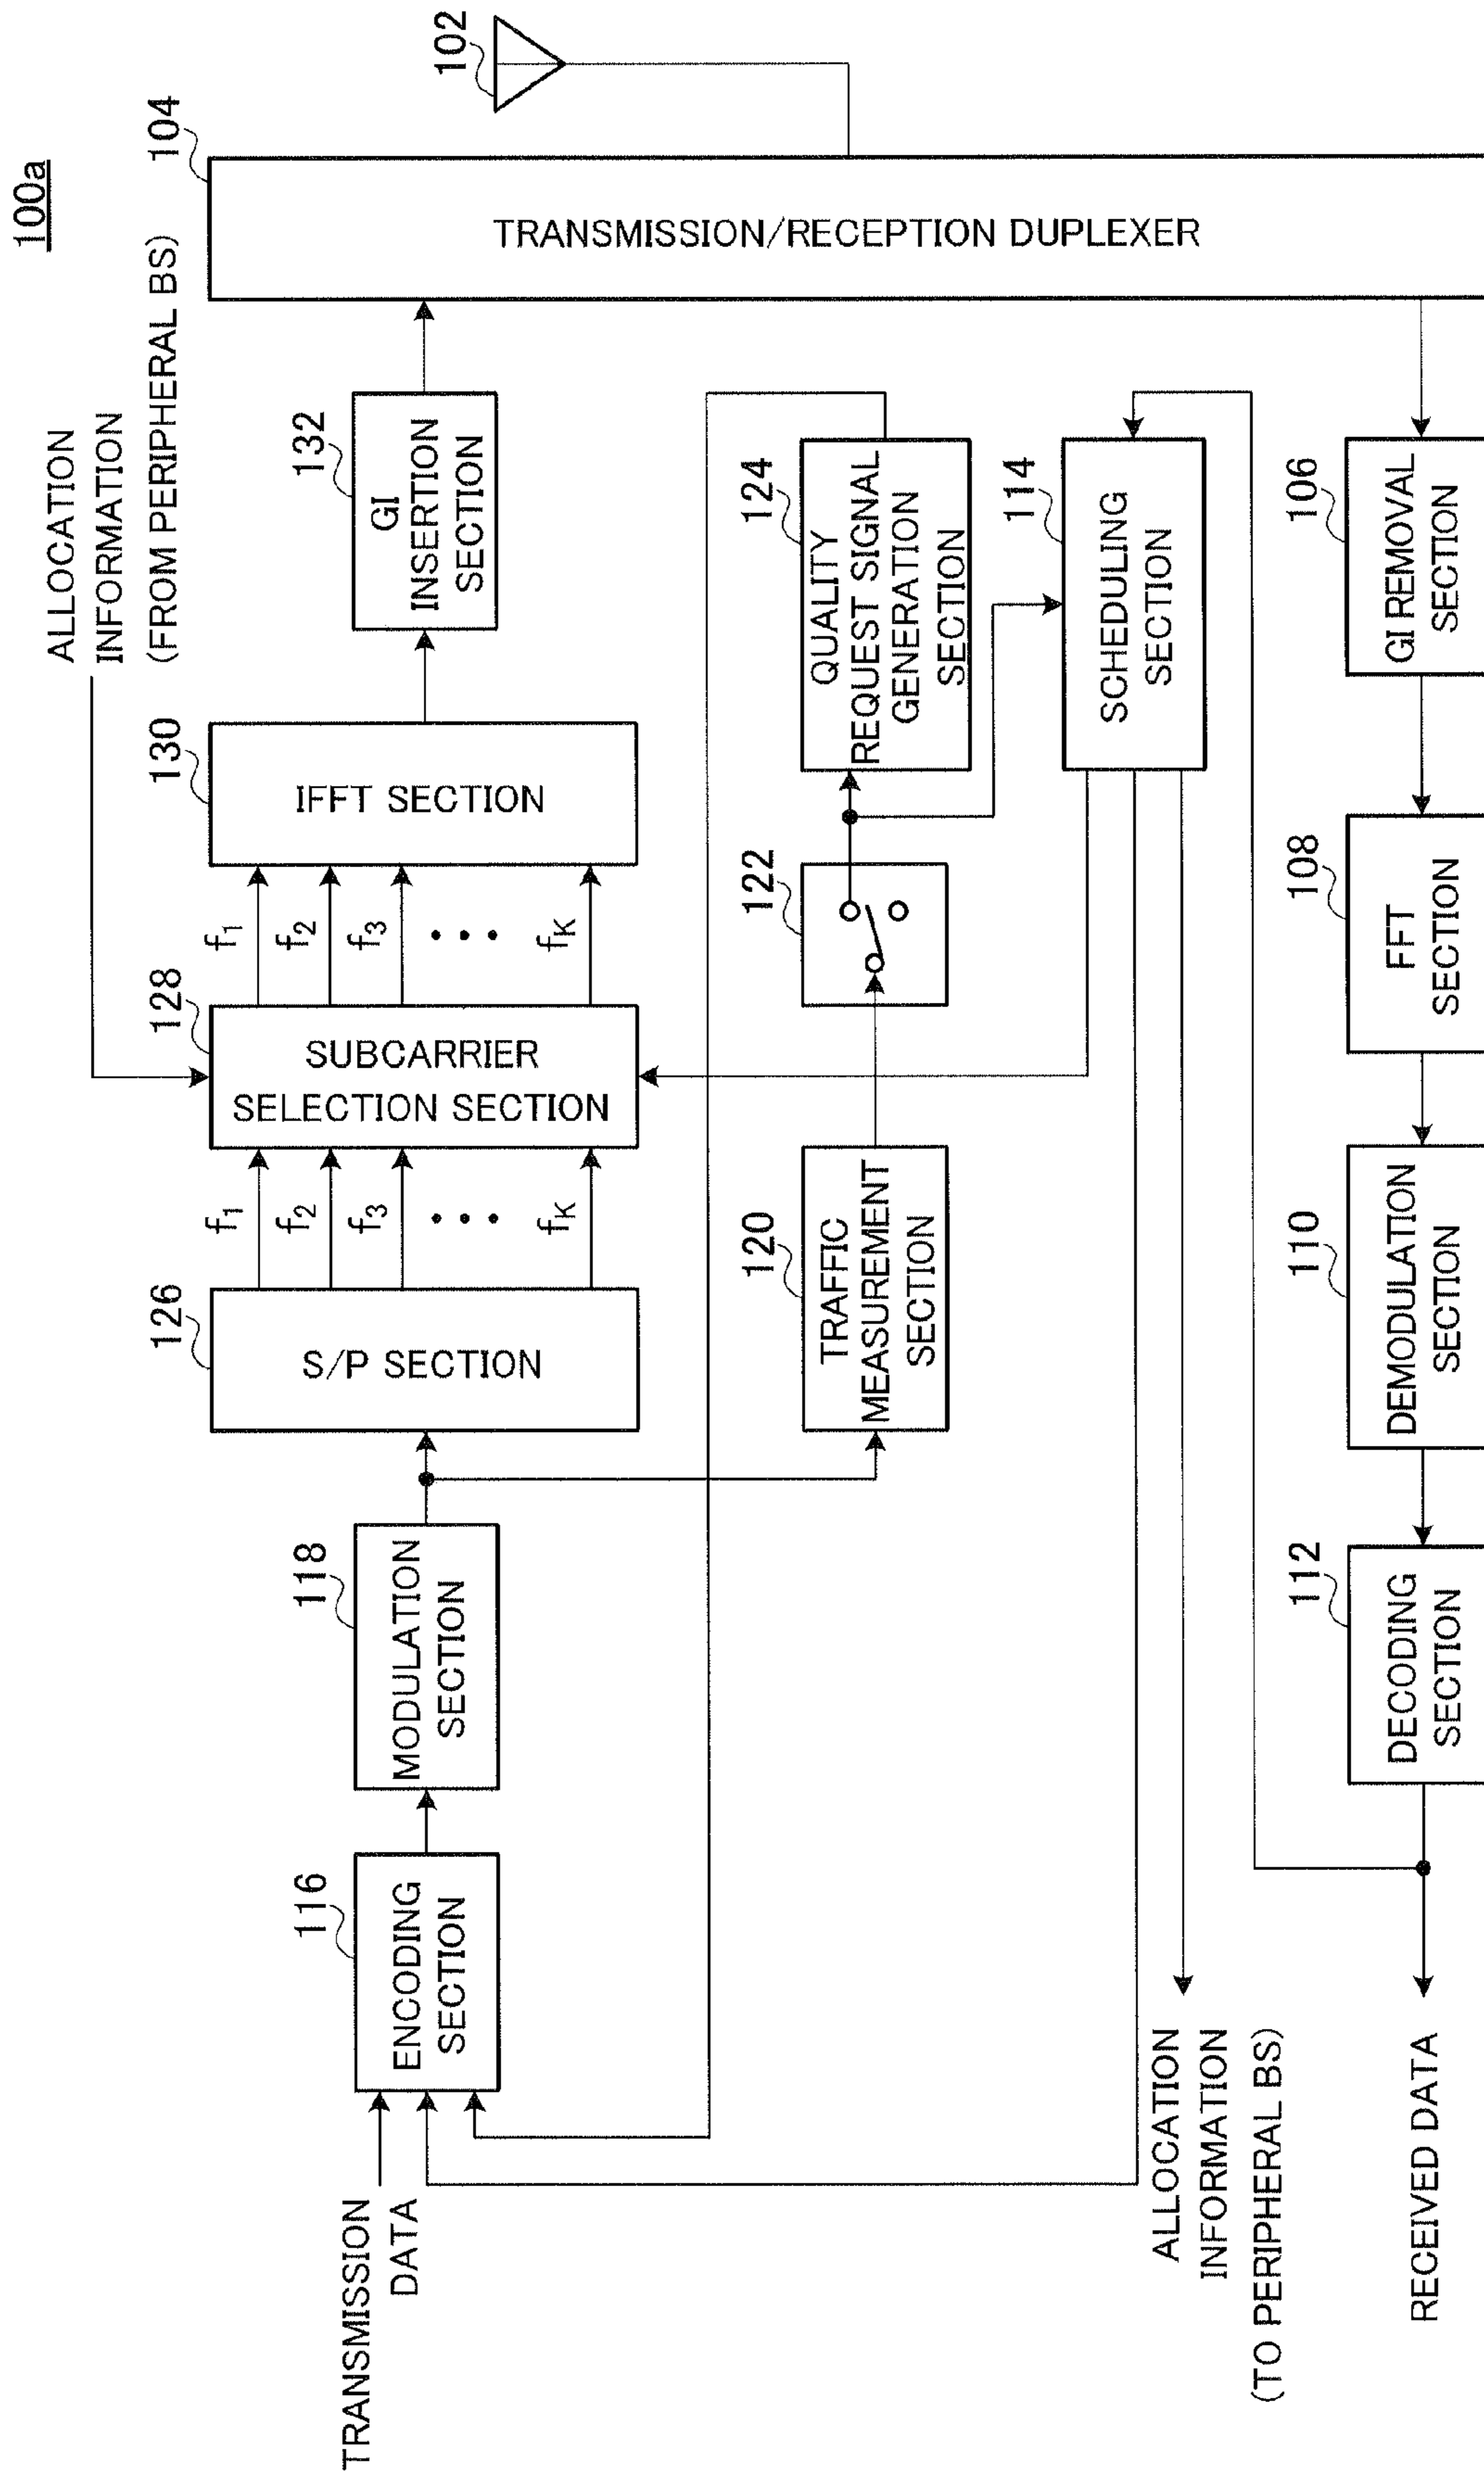 100a
ALLOCATION
INFORMATION
(FROM PERIPHERAL BS)
102
104
TRANSMISSION/RECEPTION DUPLEXER
TRANSMISSION
DATA
116
ENCODING
SECTION
118
MODULATION
SECTION
126
S/P SECTION
f1
f2
f3
• • •
fK
128
SUBCARRIER
SELECTION SECTION
f1
f2
f3
• • •
fK
130
IFFT SECTION
132
GI
INSERTION
SECTION
120
TRAFFIC
MEASUREMENT
SECTION
122
124
QUALITY
REQUEST SIGNAL
GENERATION
SECTION
114
SCHEDULING
SECTION
ALLOCATION
INFORMATION
(TO PERIPHERAL BS)
RECEIVED DATA
112
DECODING
SECTION
110
DEMODULATION
SECTION
108
FFT
SECTION
106
GI REMOVAL
SECTION